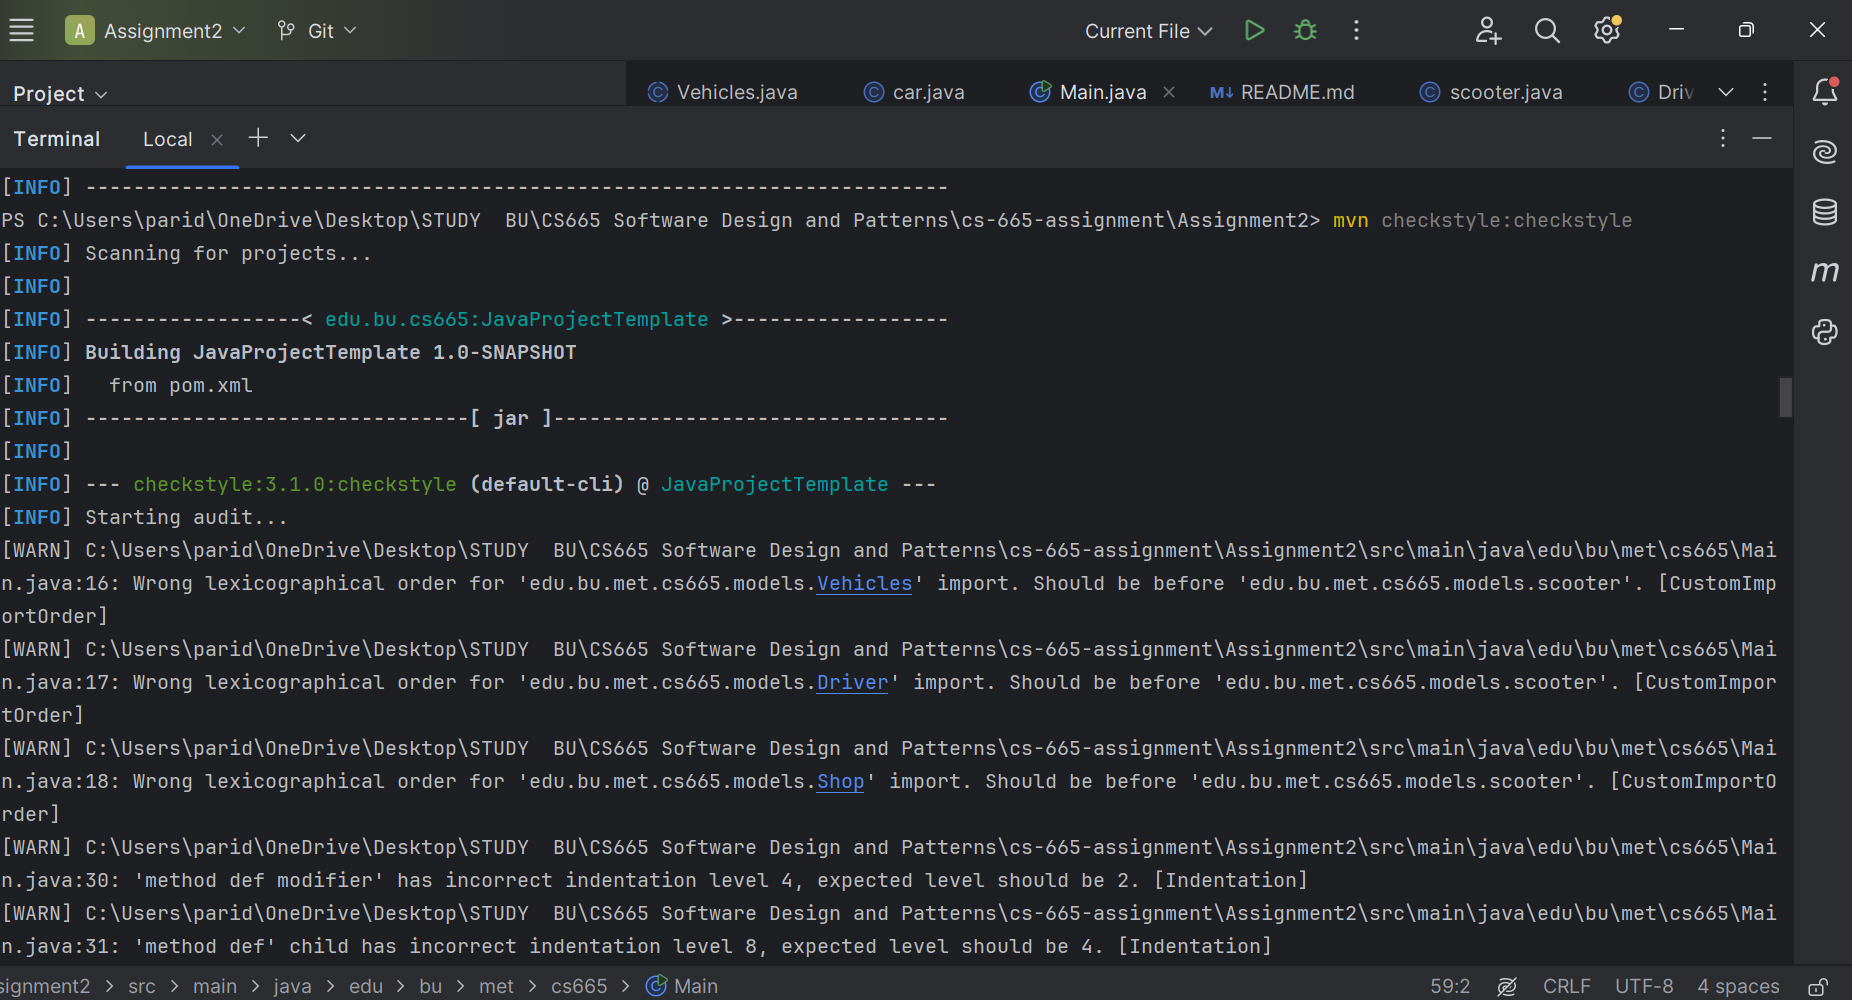 A Assignment2 Git Current File
Project
Vehicles.java car.java Main.java M↓ README.md scooter.java Driv
Terminal Local
[INFO] ------------------------------------------------------------------------
PS C:\Users\parid\OneDrive\Desktop\STUDY  BU\CS665 Software Design and Patterns\cs-665-assignment\Assignment2> mvn checkstyle:checkstyle
[INFO] Scanning for projects...
[INFO]
[INFO] ------------------< edu.bu.cs665:JavaProjectTemplate >------------------
[INFO] Building JavaProjectTemplate 1.0-SNAPSHOT
[INFO]   from pom.xml
[INFO] --------------------------------[ jar ]---------------------------------
[INFO]
[INFO] --- checkstyle:3.1.0:checkstyle (default-cli) @ JavaProjectTemplate ---
[INFO] Starting audit...
[WARN] C:\Users\parid\OneDrive\Desktop\STUDY  BU\CS665 Software Design and Patterns\cs-665-assignment\Assignment2\src\main\java\edu\bu\met\cs665\Mai
n.java:16: Wrong lexicographical order for 'edu.bu.met.cs665.models.Vehicles' import. Should be before 'edu.bu.met.cs665.models.scooter'. [CustomImp
ortOrder]
[WARN] C:\Users\parid\OneDrive\Desktop\STUDY  BU\CS665 Software Design and Patterns\cs-665-assignment\Assignment2\src\main\java\edu\bu\met\cs665\Mai
n.java:17: Wrong lexicographical order for 'edu.bu.met.cs665.models.Driver' import. Should be before 'edu.bu.met.cs665.models.scooter'. [CustomImpor
tOrder]
[WARN] C:\Users\parid\OneDrive\Desktop\STUDY  BU\CS665 Software Design and Patterns\cs-665-assignment\Assignment2\src\main\java\edu\bu\met\cs665\Mai
n.java:18: Wrong lexicographical order for 'edu.bu.met.cs665.models.Shop' import. Should be before 'edu.bu.met.cs665.models.scooter'. [CustomImportO
rder]
[WARN] C:\Users\parid\OneDrive\Desktop\STUDY  BU\CS665 Software Design and Patterns\cs-665-assignment\Assignment2\src\main\java\edu\bu\met\cs665\Mai
n.java:30: 'method def modifier' has incorrect indentation level 4, expected level should be 2. [Indentation]
[WARN] C:\Users\parid\OneDrive\Desktop\STUDY  BU\CS665 Software Design and Patterns\cs-665-assignment\Assignment2\src\main\java\edu\bu\met\cs665\Mai
n.java:31: 'method def' child has incorrect indentation level 8, expected level should be 4. [Indentation]
signment2 > src > main > java > edu > bu > met > cs665 > Main 59:2 CRLF UTF-8 4 spaces